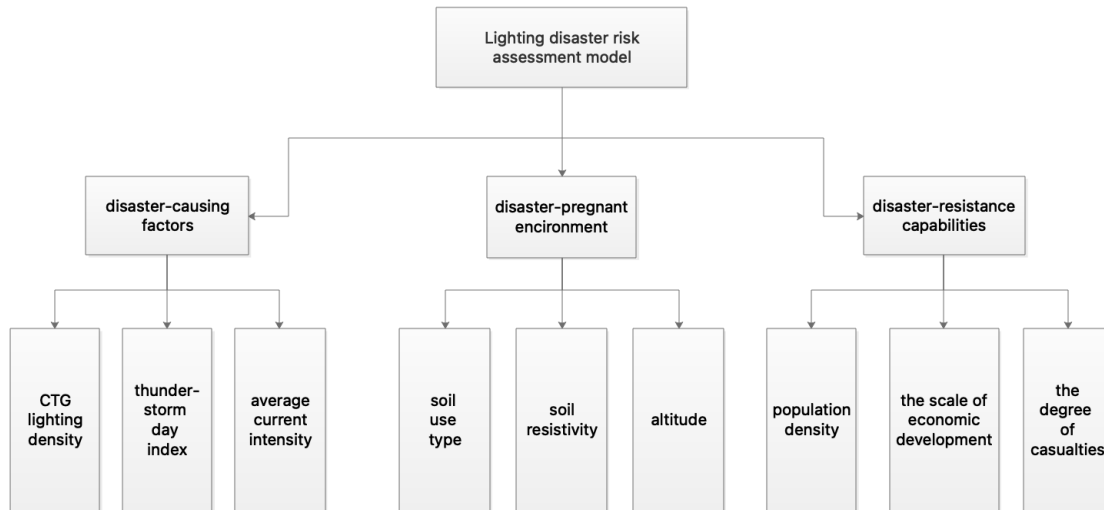 Lighting disaster risk
assessment model
disaster-causing
factors
disaster-pregnant
encironment
disaster-resistance
capabilities
CTG
lighting
density
thunder-
storm
day
index
average
current
intensity
soil
use
type
soil
resistivity
altitude
population
density
the scale of
economic
development
the
degree
of
casualties